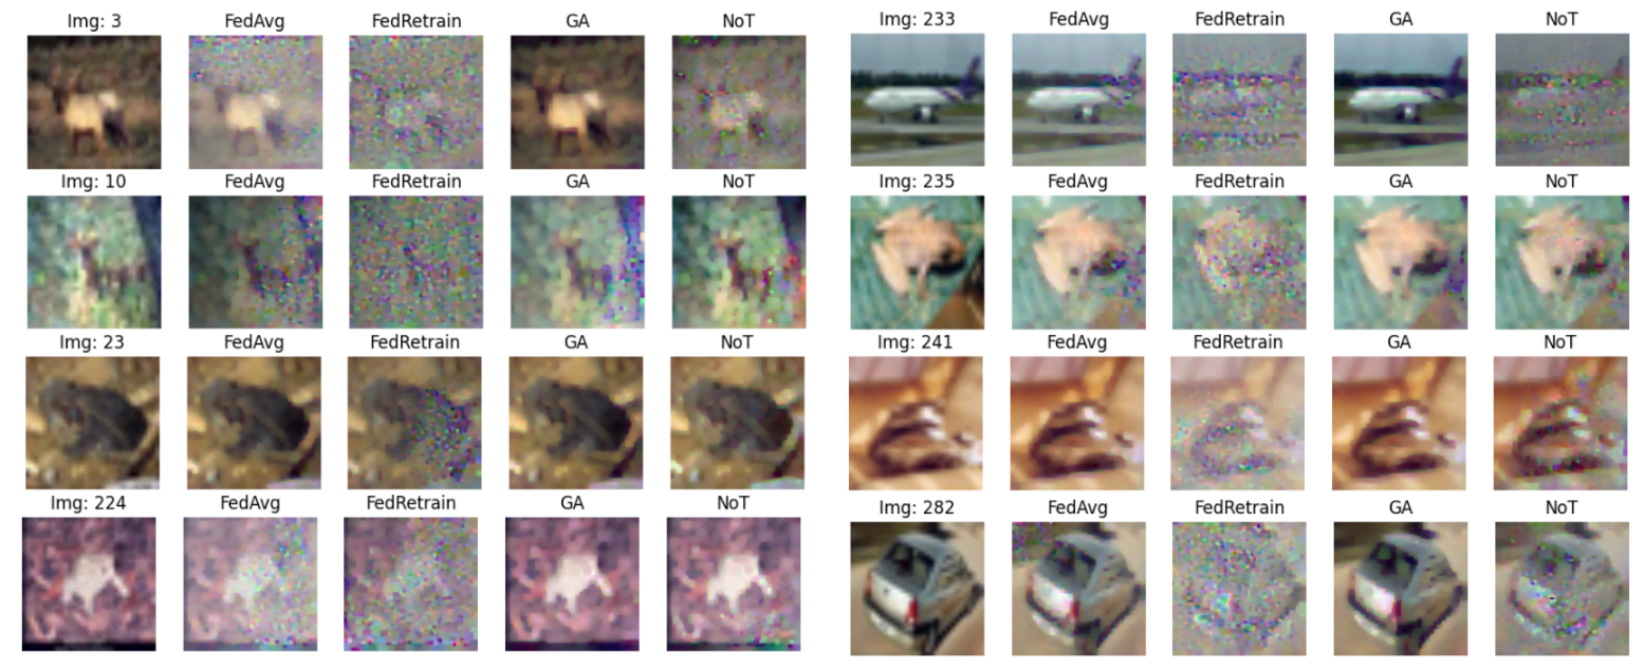 Img: 3 FedAvg FedRetrain GA NoT
Img: 10 FedAvg FedRetrain GA NoT
Img: 23 FedAvg FedRetrain GA NoT
Img: 224 FedAvg FedRetrain GA NoT
Img: 233 FedAvg FedRetrain GA NoT
Img: 235 FedAvg FedRetrain GA NoT
Img: 241 FedAvg FedRetrain GA NoT
Img: 282 FedAvg FedRetrain GA NoT